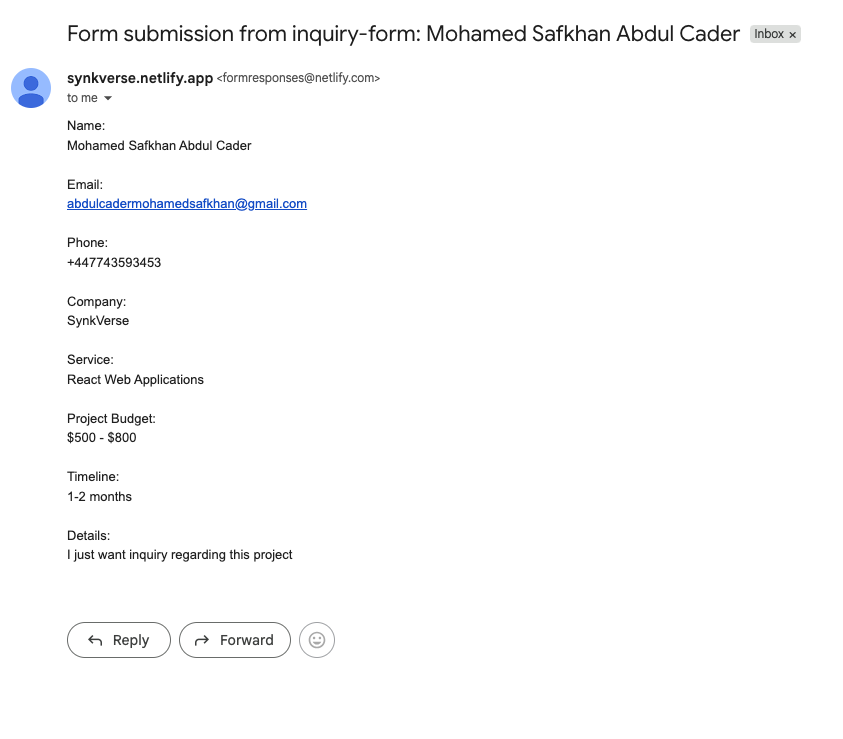 Form submission from inquiry-form: Mohamed Safkhan Abdul Cader Inbox ×
synkverse.netlify.app <formresponses@netlify.com>
to me
Name:
Mohamed Safkhan Abdul Cader
Email:
abdulcadermohamedsafkhan@gmail.com
Phone:
+447743593453
Company:
SynkVerse
Service:
React Web Applications
Project Budget:
$500 - $800
Timeline:
1-2 months
Details:
I just want inquiry regarding this project
Reply Forward